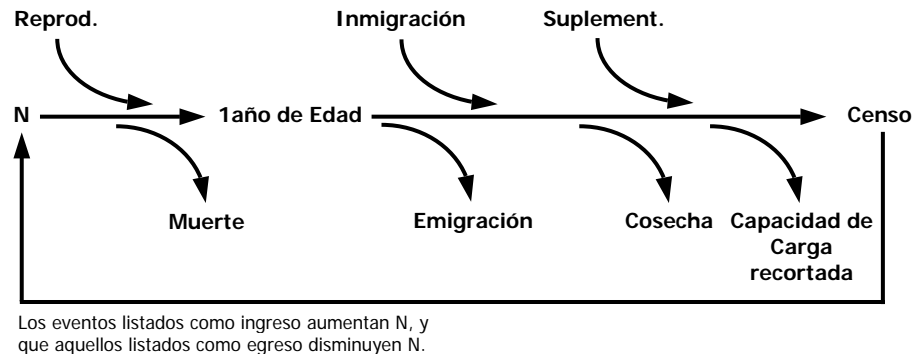 Reprod.
Inmigración
Suplement.
N
1año de Edad
Censo
Muerte
Emigración
Cosecha
Capacidad de
Carga
recortada
Los eventos listados como ingreso aumentan N, y
que aquellos listados como egreso disminuyen N.